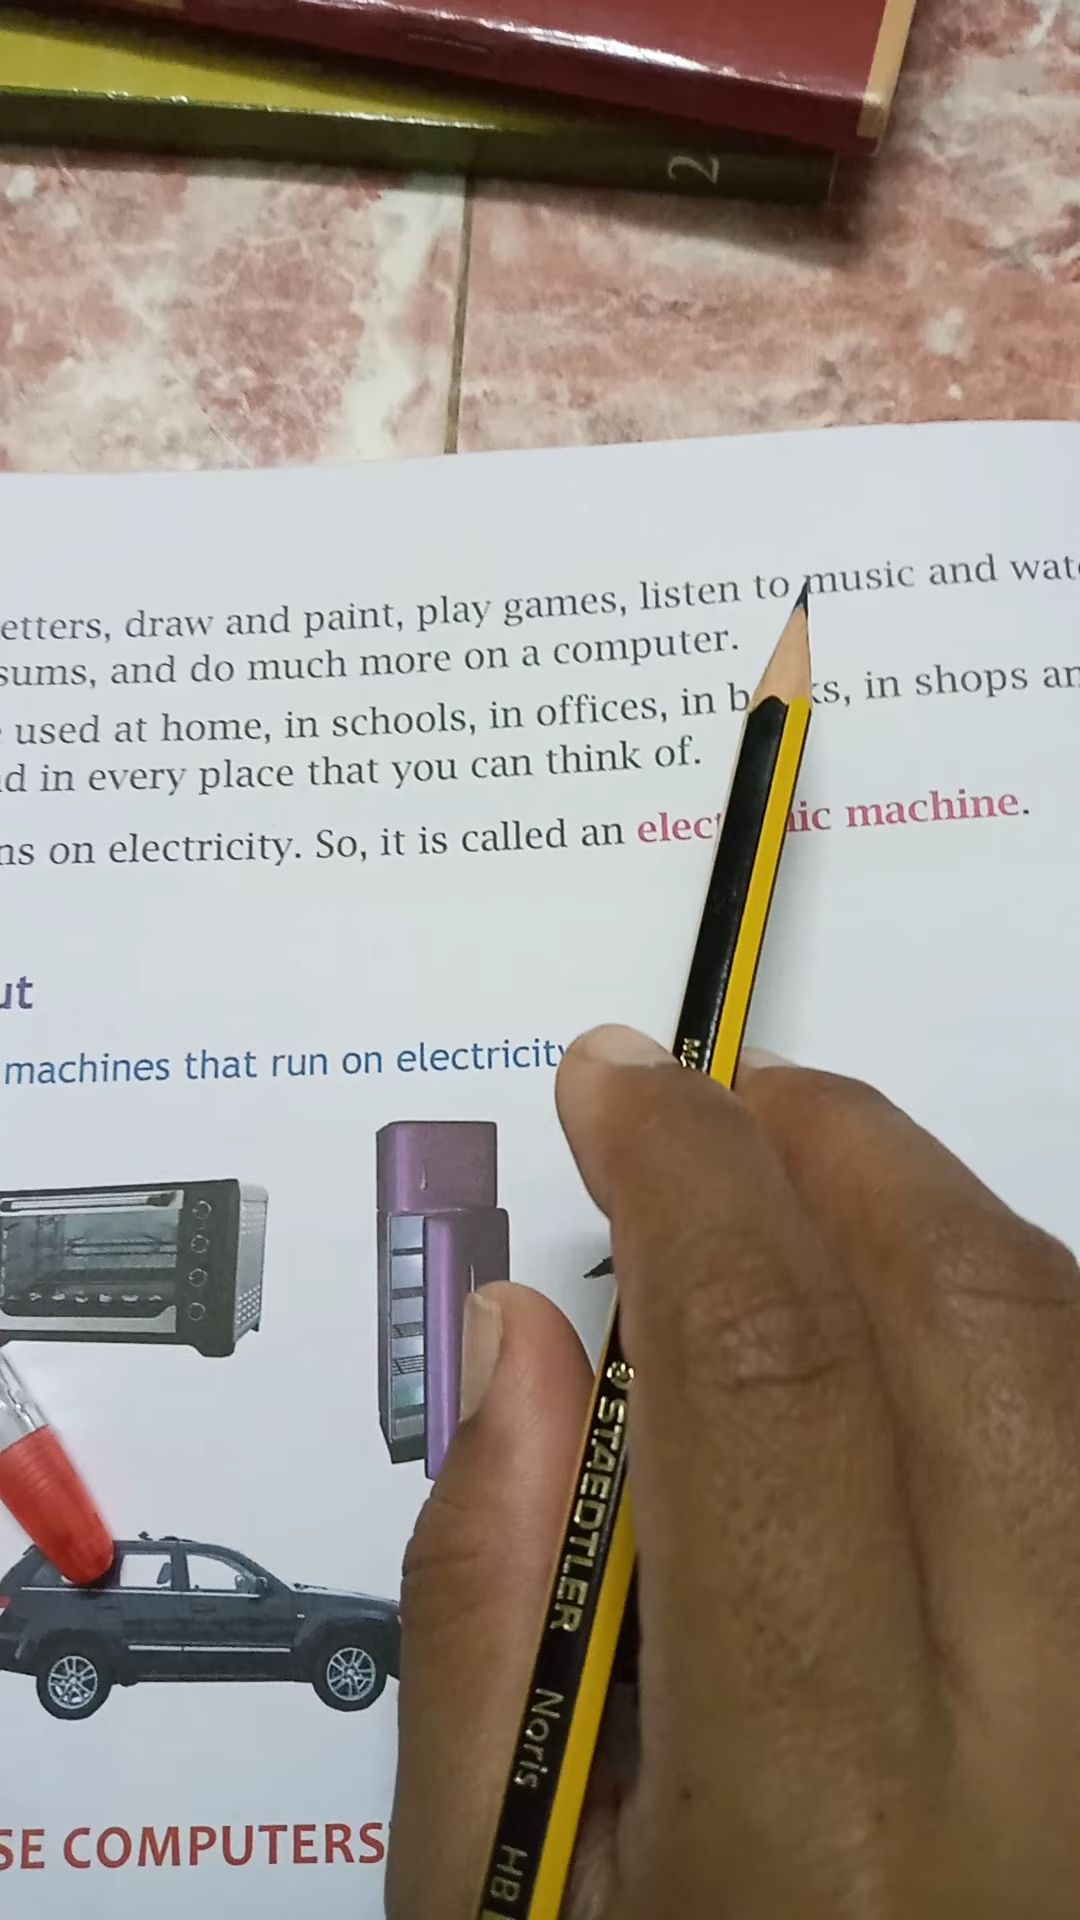 2
etters, draw and paint, play games, listen to music and wat
sums, and do much more on a computer.
used at home, in schools, in offices, in b ks, in shops an
d in every place that you can think of.
ns on electricity. So, it is called an elec nic machine.
ut
machines that run on electricity
STAEDTLER Noris HB
SE COMPUTERS